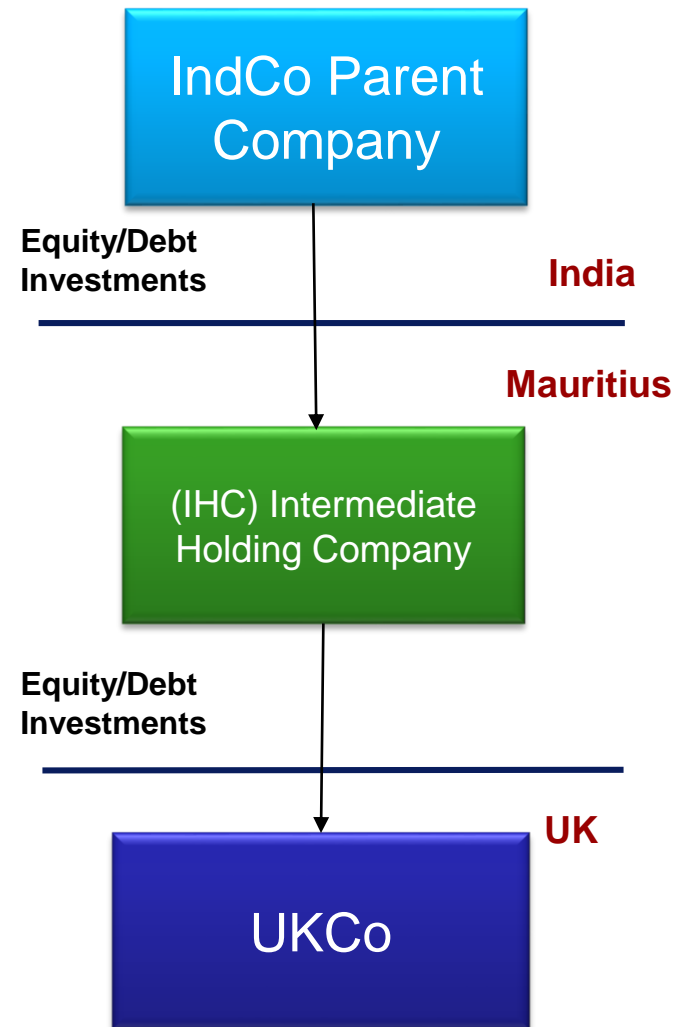 IndCo Parent
Company
Equity/Debt
Investments
India
Mauritius
(IHC) Intermediate
Holding Company
Equity/Debt
Investments
UK
UKCo